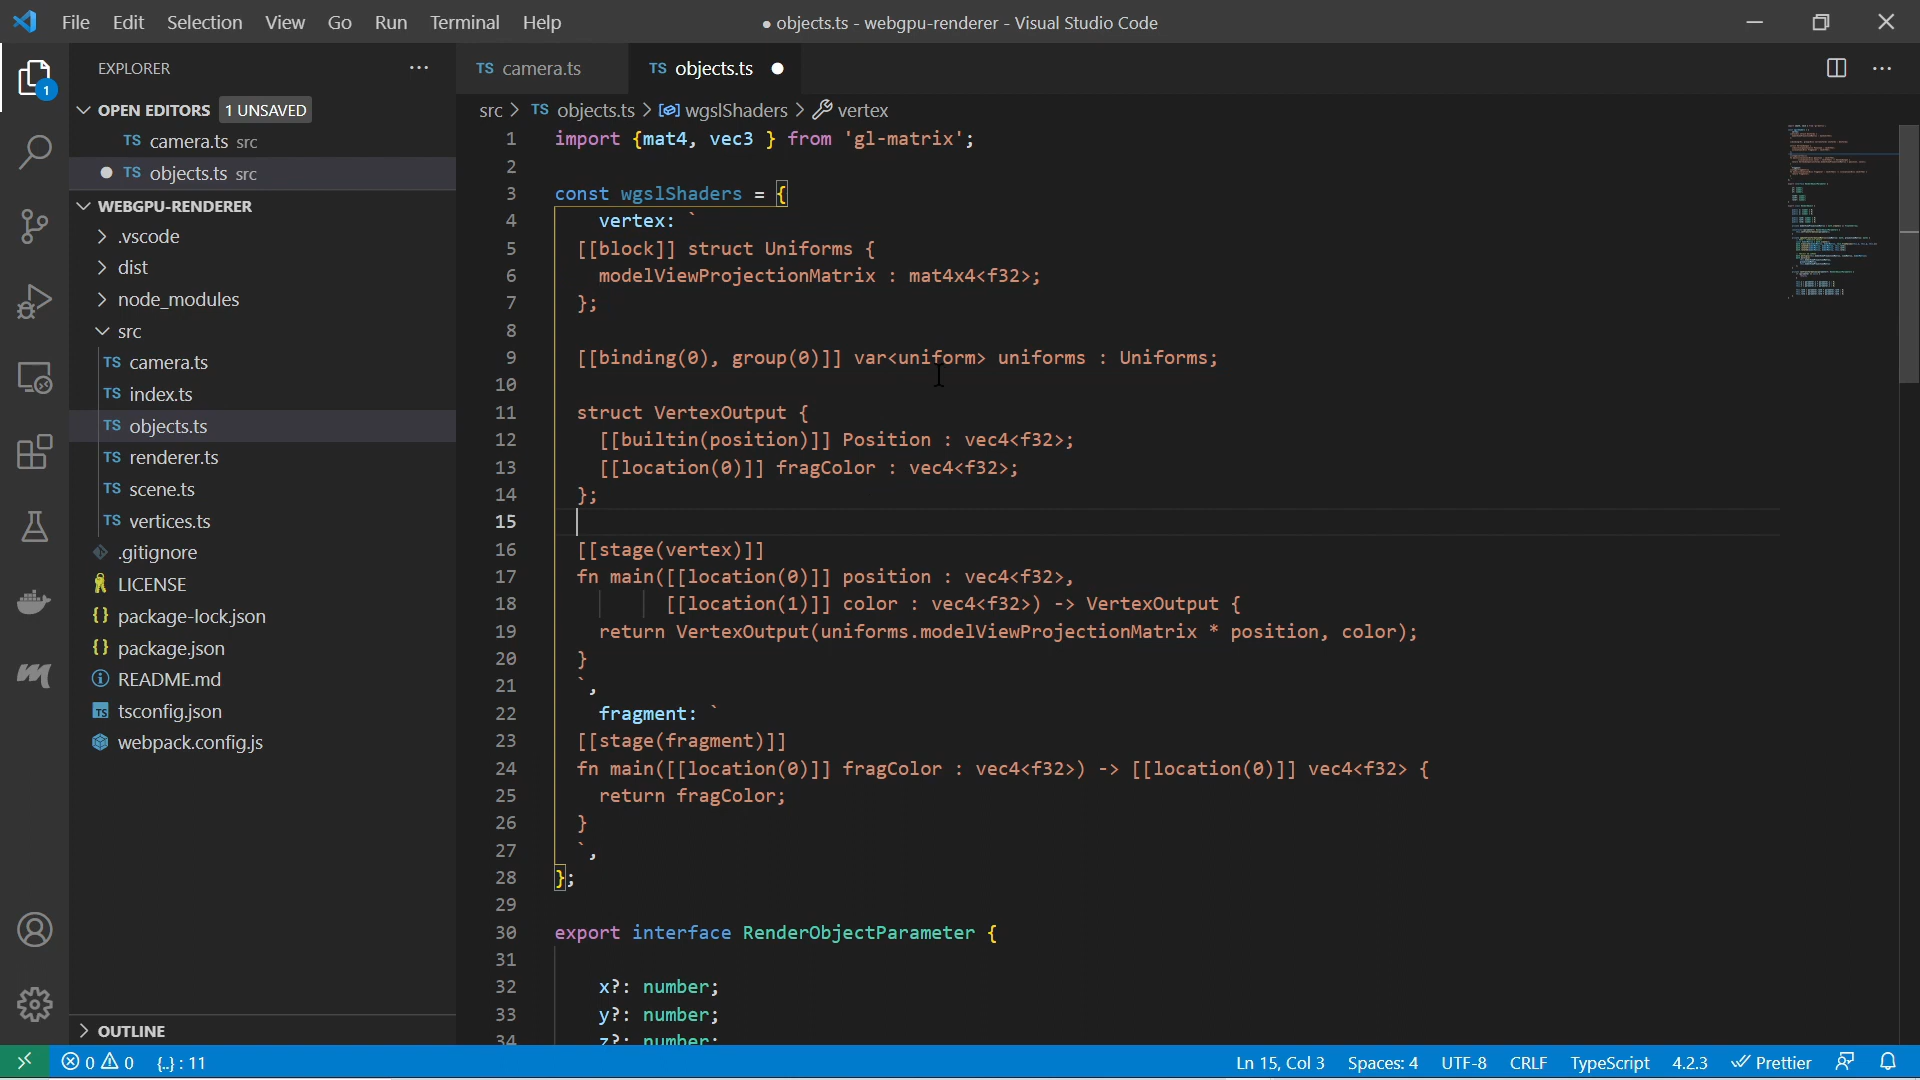 File Edit Selection View Go Run Terminal Help
● objects.ts - webgpu-renderer - Visual Studio Code
1
EXPLORER
OPEN EDITORS 1 UNSAVED
TS camera.ts src
TS objects.ts src
WEBGPU-RENDERER
.vscode
dist
node_modules
src
TS camera.ts
TS index.ts
TS objects.ts
TS renderer.ts
TS scene.ts
TS vertices.ts
.gitignore
LICENSE
{} package-lock.json
{} package.json
README.md
TS tsconfig.json
webpack.config.js
OUTLINE
TS camera.ts
TS objects.ts
src > TS objects.ts > wgslShaders > vertex
1 import {mat4, vec3 } from 'gl-matrix';
2
3 const wgslShaders = {
4 vertex: `
5 [[block]] struct Uniforms {
6 modelViewProjectionMatrix : mat4x4<f32>;
7 };
8
9 [[binding(0), group(0)]] var<uniform> uniforms : Uniforms;
10
11 struct VertexOutput {
12 [[builtin(position)]] Position : vec4<f32>;
13 [[location(0)]] fragColor : vec4<f32>;
14 };
15
16 [[stage(vertex)]]
17 fn main([[location(0)]] position : vec4<f32>,
18 [[location(1)]] color : vec4<f32>) -> VertexOutput {
19 return VertexOutput(uniforms.modelViewProjectionMatrix * position, color);
20 }
21 `,
22 fragment: `
23 [[stage(fragment)]]
24 fn main([[location(0)]] fragColor : vec4<f32>) -> [[location(0)]] vec4<f32> {
25 return fragColor;
26 }
27 `,
28 };
29
30 export interface RenderObjectParameter {
31
32 x?: number;
33 y?: number;
34 z?: number;
0 0 {..} : 11
Ln 15, Col 3 Spaces: 4 UTF-8 CRLF TypeScript 4.2.3 Prettier